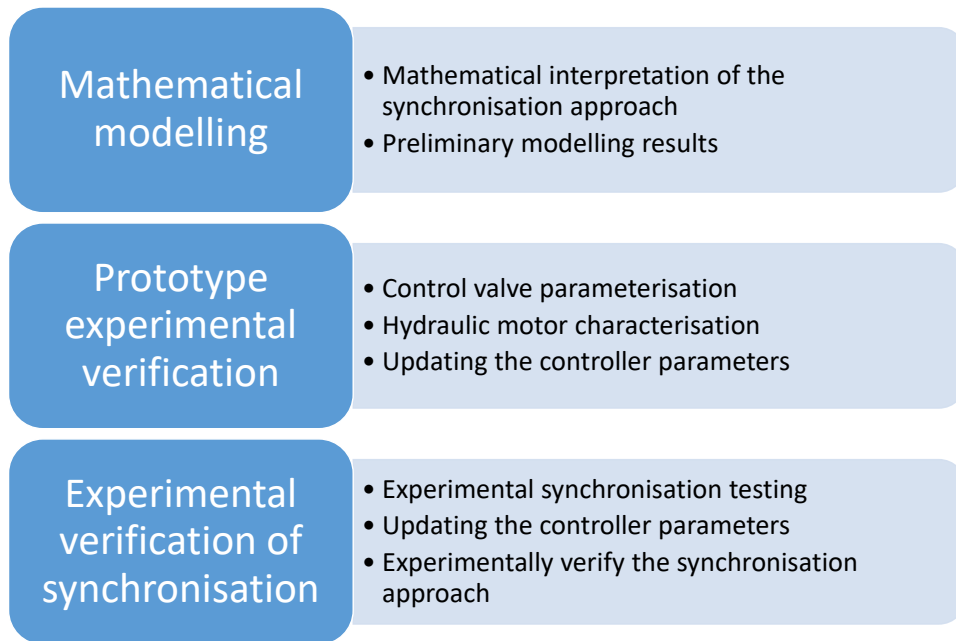 Mathematical
modelling
• Mathematical interpretation of the
synchronisation approach
• Preliminary modelling results
Prototype
experimental
verification
• Control valve parameterisation
• Hydraulic motor characterisation
• Updating the controller parameters
Experimental
verification of
synchronisation
• Experimental synchronisation testing
• Updating the controller parameters
• Experimentally verify the synchronisation
approach